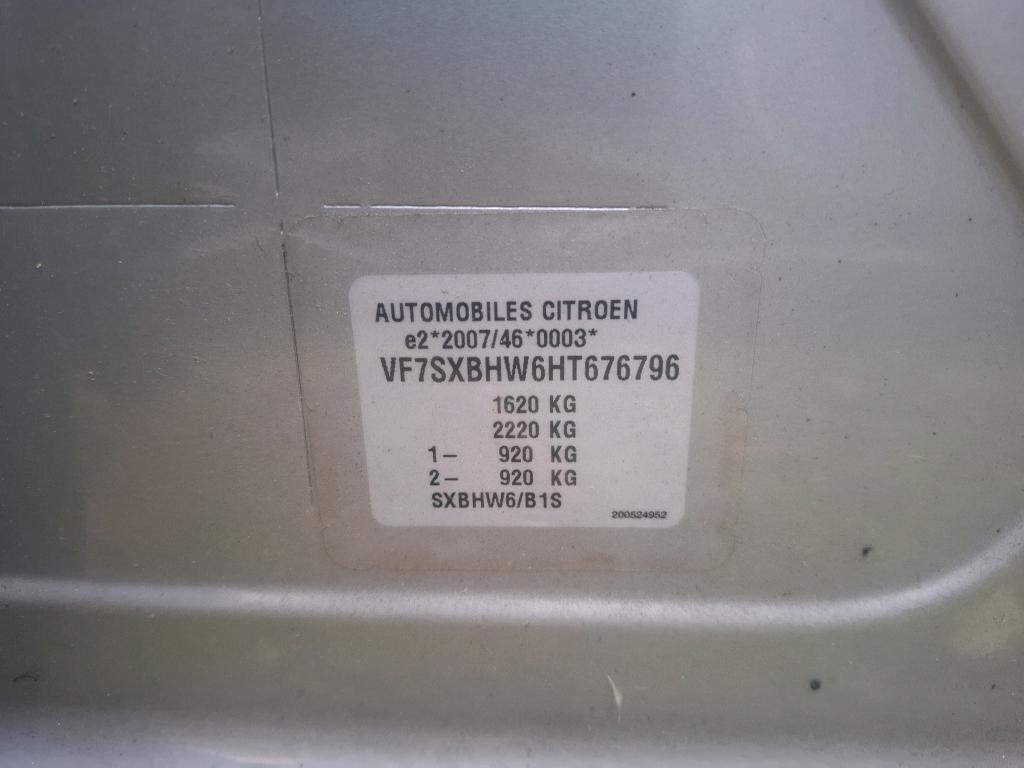 AUTOMOBILES CITROEN
e2*2007/46*0003*
VF7SXBHW6HT676796
1620 KG
2220 KG
1– 920 KG
2– 920 KG
SXBHW6/B1S
200524952